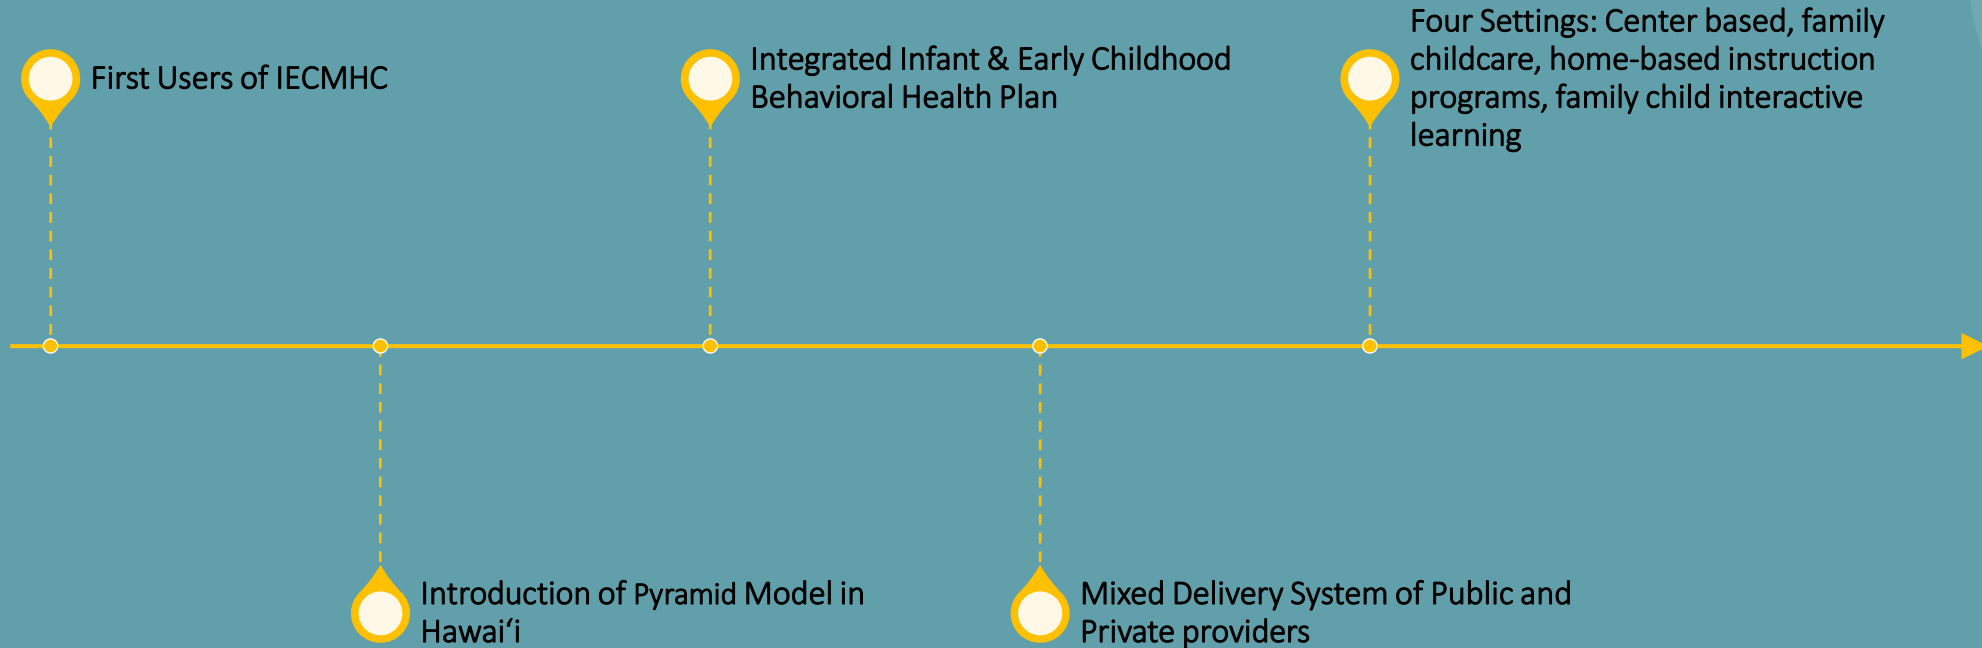 First Users of IECMHC
Introduction of Pyramid Model in
Hawaiʻi
Integrated Infant & Early Childhood
Behavioral Health Plan
Mixed Delivery System of Public and
Private providers
Four Settings: Center based, family
childcare, home-based instruction
programs, family child interactive
learning